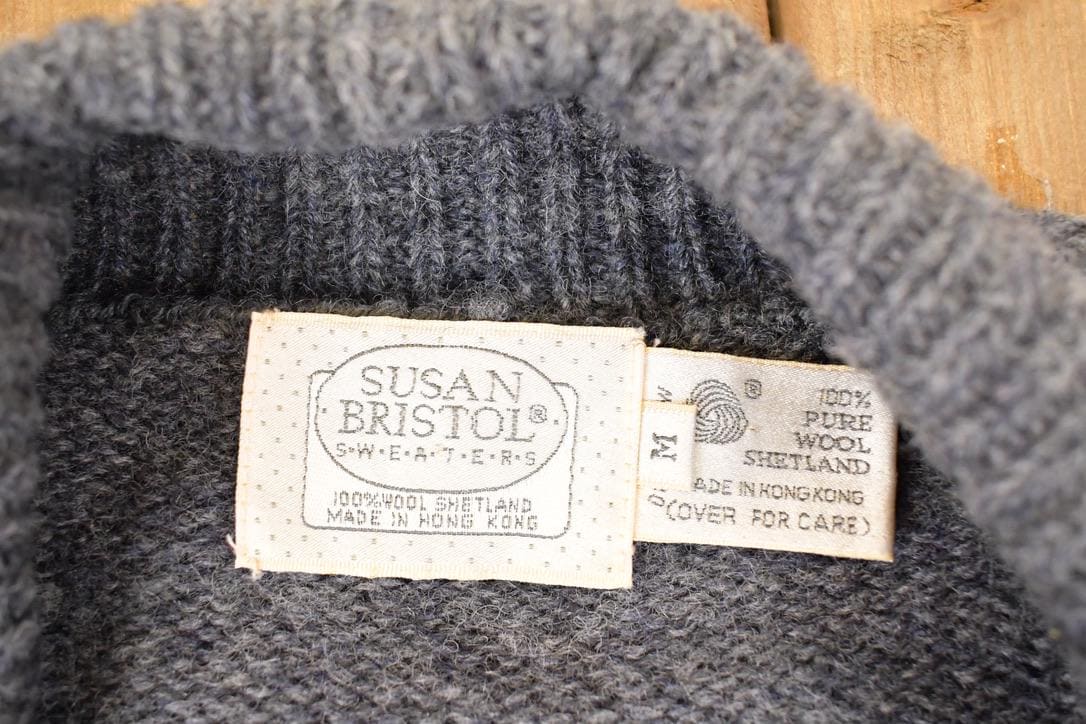 SUSAN
BRISTOL®
S·W·E·A·T·E·R·S
100%WOOL SHETLAND
MADE IN HONG KONG
M
®
100%
PURE
WOOL
SHETLAND
ADE IN HONG KONG
(OVER FOR CARE)